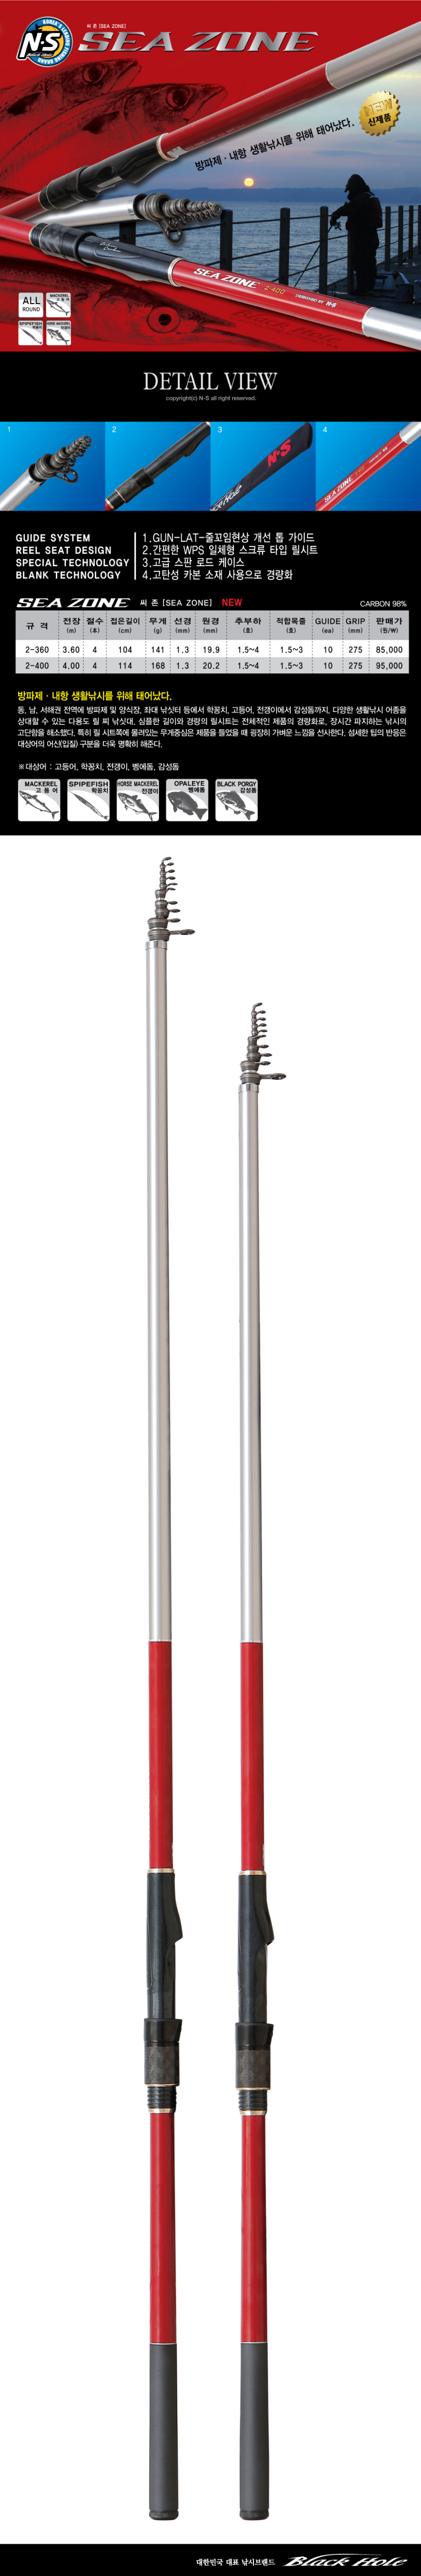 씨 존 [SEA ZONE]
N·S
SEA ZONE
NEW
신제품
방파제 · 내항 생활낚시를 위해 태어났다.
SEA ZONE 2-400 DESIGNED BY N·S
ALL
ROUND
MACKEREL
고 등 어
SPIPEFISH
학꽁치
HORSE MACKEREL
전갱이
DETAIL VIEW
copyright(c) N·S all right reserved.
1
2
3
4
N·S
SEA ZONE
GUIDE SYSTEM
1.GUN-LAT-줄꼬임현상 개선 톱 가이드
REEL SEAT DESIGN
2.간편한 WPS 일체형 스크류 타입 릴시트
SPECIAL TECHNOLOGY
3.고급 스판 로드 케이스
BLANK TECHNOLOGY
4.고탄성 카본 소재 사용으로 경량화
SEA ZONE 씨 존 [SEA ZONE] NEW
CARBON 98%
규 격 전장 (m) 절수 (本) 접은길이 (cm) 무게 (g) 선경 (mm) 원경 (mm) 추부하 (호) 적합목줄 (호) GUIDE (ea) GRIP (mm) 판매가 (원/₩)
2-360 3.60 4 104 141 1.3 19.9 1.5~4 1.5~3 10 275 85,000
2-400 4.00 4 114 168 1.3 20.2 1.5~4 1.5~3 10 275 95,000
방파제 · 내항 생활낚시를 위해 태어났다.
동, 남, 서해권 전역에 방파제 및 양식장, 좌대 낚싯터 등에서 학꽁치, 고등어, 전갱이에서 감성돔까지, 다양한 생활낚시 어종을
상대할 수 있는 다용도 릴 찌 낚싯대. 심플한 길이와 경량의 릴시트는 전체적인 제품의 경량화로, 장시간 파지하는 낚시의
고단함을 해소했다. 특히 릴 시트쪽에 몰려있는 무게중심은 제품을 들었을 때 굉장히 가벼운 느낌을 선사한다. 섬세한 팁의 반응은
대상어의 어신(입질) 구분을 더욱 명확히 해준다.
※대상어 : 고등어, 학꽁치, 전갱이, 벵에돔, 감성돔
MACKEREL
고 등 어
SPIPEFISH
학꽁치
HORSE MACKEREL
전갱이
OPALEYE
벵에돔
BLACK PORGY
감성돔
대한민국 대표 낚시브랜드 Black Hole